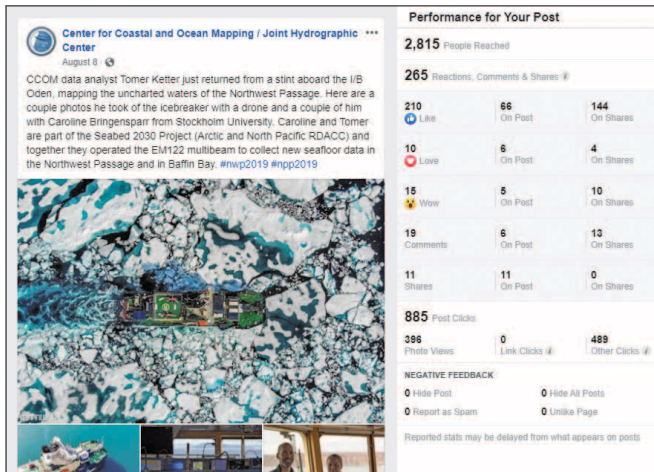 Center for Coastal and Ocean Mapping / Joint Hydrographic
Center
August 8
CCOM data analyst Tomer Ketter just returned from a stint aboard the I/B
Oden, mapping the uncharted waters of the Northwest Passage. Here are a
couple photos he took of the icebreaker with a drone and a couple of him
with Caroline Bringensparr from Stockholm University. Caroline and Tomer
are part of the Seabed 2030 Project (Arctic and North Pacific RDACC) and
together they operated the EM122 multibeam to collect new seafloor data in
the Northwest Passage and in Baffin Bay. #nwp2019 #npp2019
Performance for Your Post
2,815 People Reached
265 Reactions, Comments & Shares
210 66 144
Like On Post On Shares
10 6 4
Love On Post On Shares
15 5 10
Wow On Post On Shares
19 6 13
Comments On Post On Shares
11 11 0
Shares On Post On Shares
885 Post Clicks
396 0 489
Photo Views Link Clicks Other Clicks
NEGATIVE FEEDBACK
0 Hide Post 0 Hide All Posts
0 Report as Spam 0 Unlike Page
Reported stats may be delayed from what appears on posts